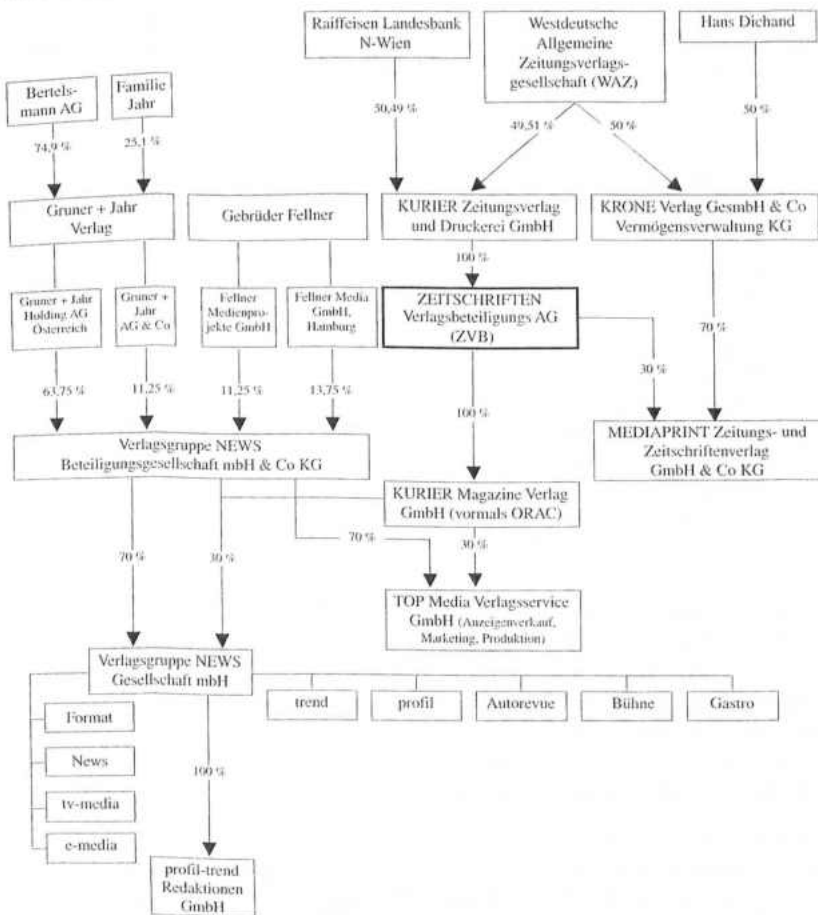 Raiffeisen Landesbank
N-Wien
Westdeutsche
Allgemeine
Zeitungsverlags-
gesellschaft (WAZ)
Hans Dichand
Bertels-
mann AG
Familie
Jahr
50,49 %
49,51 %
50 %
50 %
74,9 %
25,1 %
Gruner + Jahr
Verlag
Gebrüder Fellner
KURIER Zeitungsverlag
und Druckerei GmbH
KRONE Verlag GesmbH & Co
Vermögensverwaltung KG
100 %
Gruner + Jahr
Holding AG
Österreich
Gruner +
Jahr
AG & Co
Fellner
Medienpro-
jekte GmbH
Fellner Media
GmbH,
Hamburg
ZEITSCHRIFTEN
Verlagsbeteiligungs AG
(ZVB)
70 %
30 %
63,75 %
11,25 %
11,25 %
13,75 %
100 %
Verlagsgruppe NEWS
Beteiligungsgesellschaft mbH & Co KG
MEDIAPRINT Zeitungs- und
Zeitschriftenverlag
GmbH & Co KG
KURIER Magazine Verlag
GmbH (vormals ORAC)
70 %
30 %
70 %
30 %
TOP Media Verlagsservice
GmbH (Anzeigenverkauf,
Marketing, Produktion)
Verlagsgruppe NEWS
Gesellschaft mbH
trend
profil
Autorevue
Bühne
Gastro
Format
News
100 %
tv-media
e-media
profil-trend
Redaktionen
GmbH